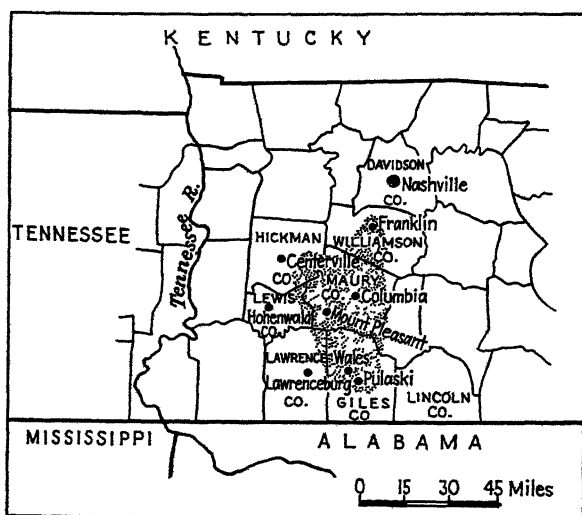 KENTUCKY
DAVIDSON
Nashville
CO.
Tennessee R.
Franklin
TENNESSEE
HICKMAN
WILLIAMSON
CO.
Centerville
CO.
MAURY
CO.
Columbia
LEWIS
Hohenwald
CO.
Mount Pleasant
LAWRENCE
Wales
Lawrenceburg
Pulaski
CO.
GILES
CO
LINCOLN
CO.
MISSISSIPPI
ALABAMA
0 15 30 45 Miles